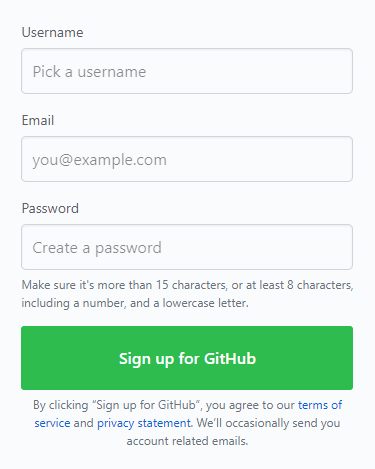 Username
Pick a username
Email
you@example.com
Password
Create a password
Make sure it's more than 15 characters, or at least 8 characters,
including a number, and a lowercase letter.
Sign up for GitHub
By clicking “Sign up for GitHub”, you agree to our terms of
service and privacy statement. We’ll occasionally send you
account related emails.